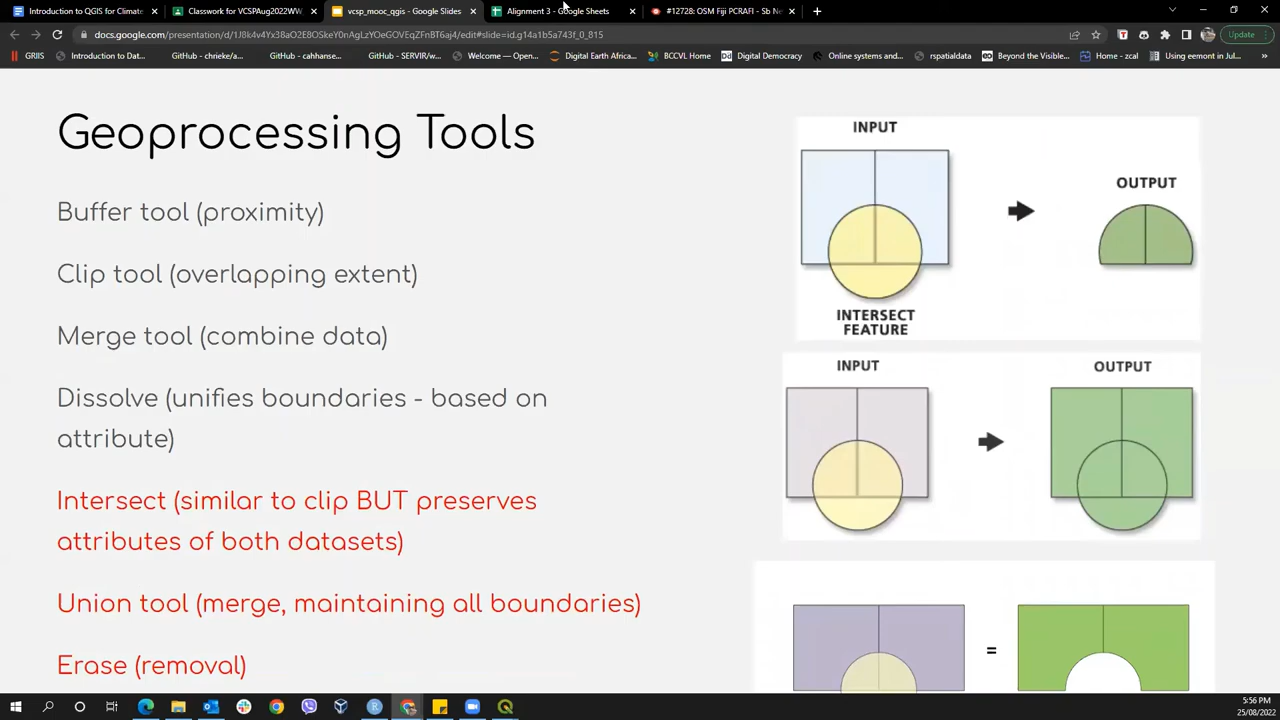 Introduction to QGIS for Climate
Classwork for VCSPAug2022WW
vcsp_mooc_qgis - Google Slides
Alignment 3 - Google Sheets
#12728: OSM Fiji PCRAFI - Sb Ne
docs.google.com/presentation/d/1J8k4v4Yx38aO2E8OSkeY0nAgLzYOeGOVEqZFnBT6aj4/edit#slide=id.g14a1b5a743f_0_815
Update
GRIIS
Introduction to Dat...
GitHub - chrieke/a...
GitHub - cahhanse...
GitHub - SERVIR/w...
Welcome — Open...
Digital Earth Africa...
BCCVL Home
Digital Democracy
Online systems and...
rspatialdata
Beyond the Visible...
Home - zcal
Using eemont in Jul...
Geoprocessing Tools
Buffer tool (proximity)
Clip tool (overlapping extent)
Merge tool (combine data)
Dissolve (unifies boundaries - based on
attribute)
Intersect (similar to clip BUT preserves
attributes of both datasets)
Union tool (merge, maintaining all boundaries)
Erase (removal)
INPUT
OUTPUT
INTERSECT
FEATURE
INPUT
OUTPUT
=
5:56 PM
25/08/2022